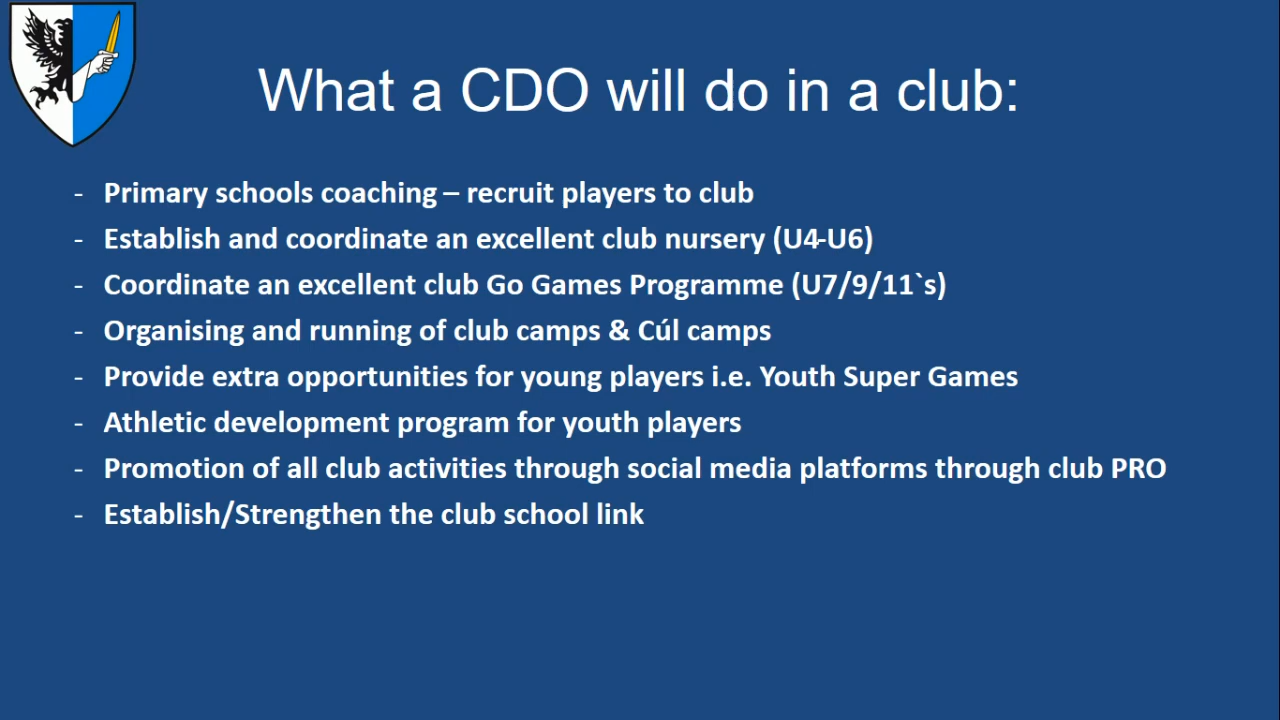 What a CDO will do in a club:
- Primary schools coaching – recruit players to club
- Establish and coordinate an excellent club nursery (U4-U6)
- Coordinate an excellent club Go Games Programme (U7/9/11`s)
- Organising and running of club camps & Cúl camps
- Provide extra opportunities for young players i.e. Youth Super Games
- Athletic development program for youth players
- Promotion of all club activities through social media platforms through club PRO
- Establish/Strengthen the club school link